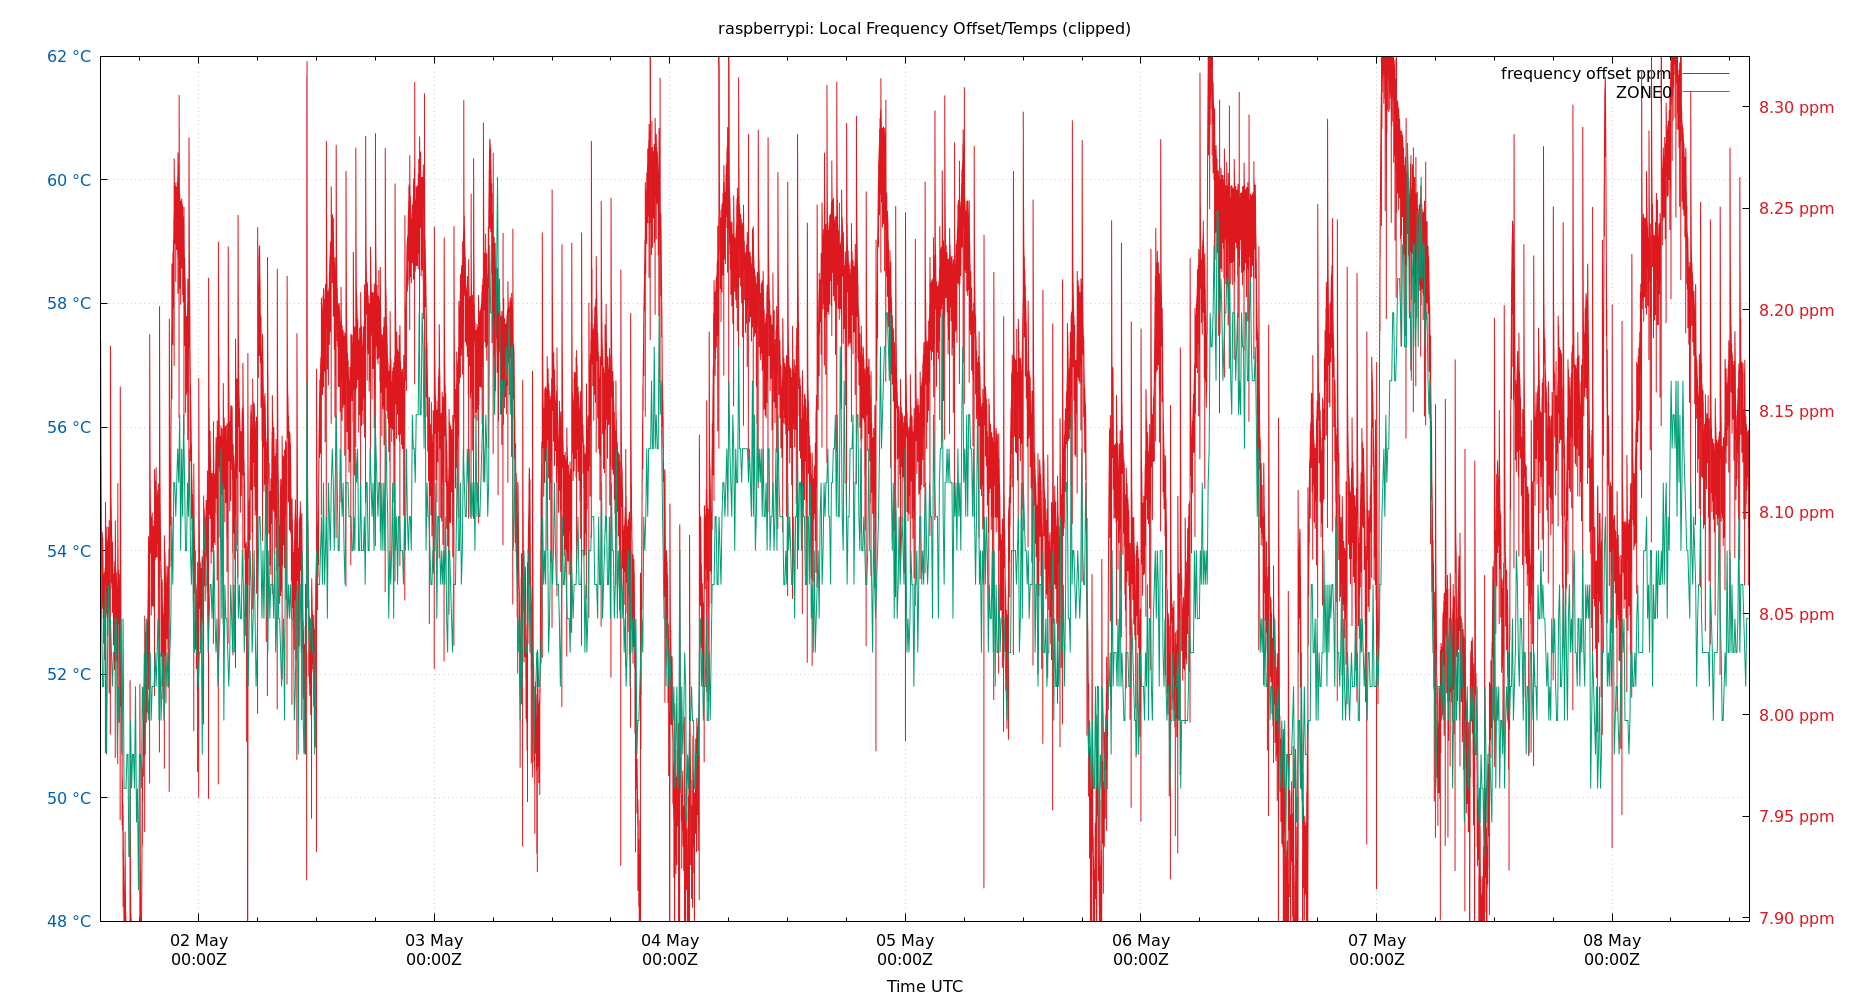 raspberrypi: Local Frequency Offset/Temps (clipped)
62 °C
60 °C
58 °C
56 °C
54 °C
52 °C
50 °C
48 °C
frequency offset ppm
ZONE0
8.30 ppm
8.25 ppm
8.20 ppm
8.15 ppm
8.10 ppm
8.05 ppm
8.00 ppm
7.95 ppm
7.90 ppm
02 May
00:00Z
03 May
00:00Z
04 May
00:00Z
05 May
00:00Z
06 May
00:00Z
07 May
00:00Z
08 May
00:00Z
Time UTC